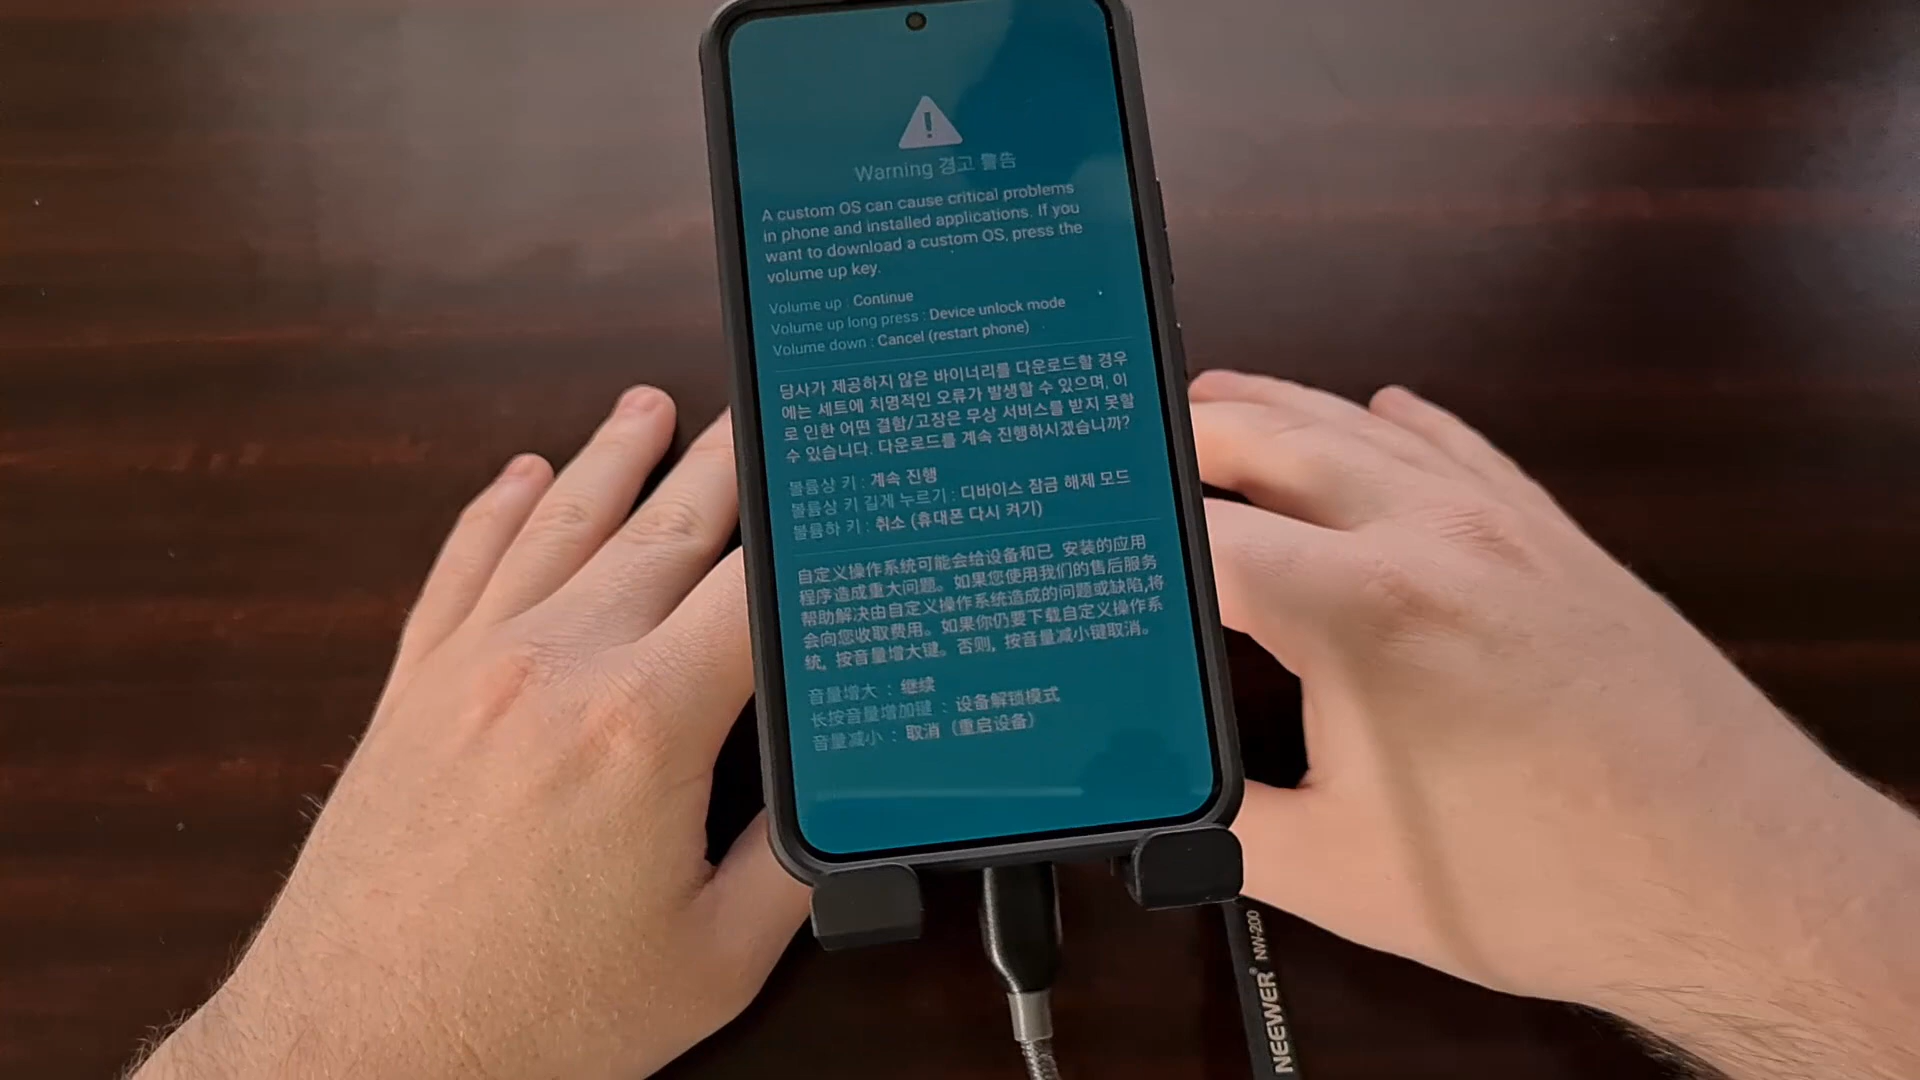 Warning 경고 警告
A custom OS can cause critical problems
in phone and installed applications. If you
want to download a custom OS, press the
volume up key.
Volume up : Continue
Volume up long press : Device unlock mode
Volume down : Cancel (restart phone)
당사가 제공하지 않은 바이너리를 다운로드할 경우
에는 세트에 치명적인 오류가 발생할 수 있으며, 이
로 인한 어떤 결함/고장은 무상 서비스를 받지 못할
수 있습니다. 다운로드를 계속 진행하시겠습니까?
볼륨상 키 : 계속 진행
볼륨상 키 길게 누르기 : 디바이스 잠금 해제 모드
볼륨하 키 : 취소 (휴대폰 다시 켜기)
自定义操作系统可能会给设备和已 安装的应用
程序造成重大问题。如果您使用我们的售后服务
帮助解决由自定义操作系统造成的问题或缺陷,将
会向您收取费用。如果你仍要下载自定义操作系
统, 按音量增大键。否则, 按音量减小键取消。
音量增大 : 继续
长按音量增加键 : 设备解锁模式
音量减小 : 取消 (重启设备)
NEEWER® NW-200